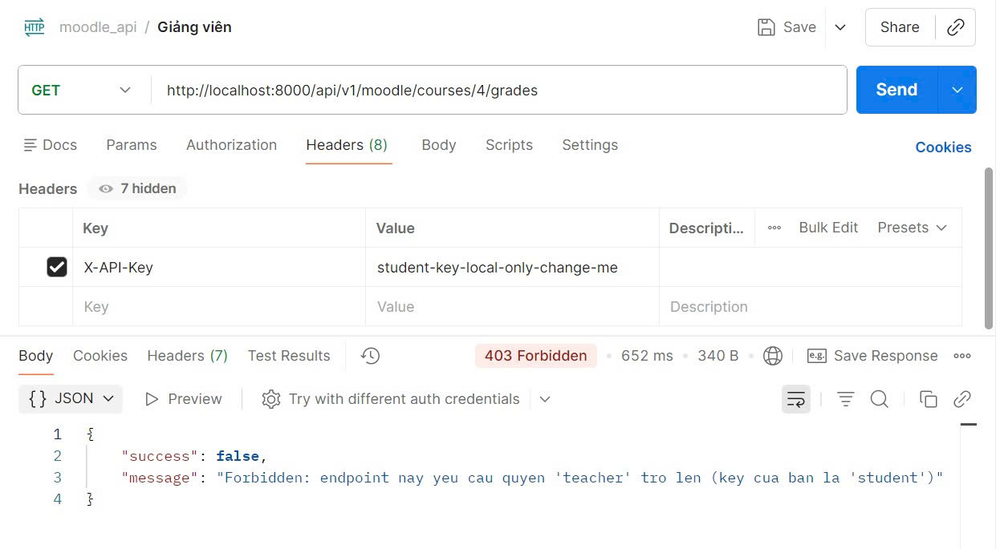 HTTP moodle_api / Giảng viên Save Share
GET http://localhost:8000/api/v1/moodle/courses/4/grades Send
Docs Params Authorization Headers (8) Body Scripts Settings Cookies
Headers 7 hidden
Key Value Descripti... Bulk Edit Presets
X-API-Key student-key-local-only-change-me
Key Value Description
Body Cookies Headers (7) Test Results 403 Forbidden 652 ms 340 B e.g. Save Response
{} JSON Preview Try with different auth credentials
1 {
2 "success": false,
3 "message": "Forbidden: endpoint nay yeu cau quyen 'teacher' tro len (key cua ban la 'student')"
4 }